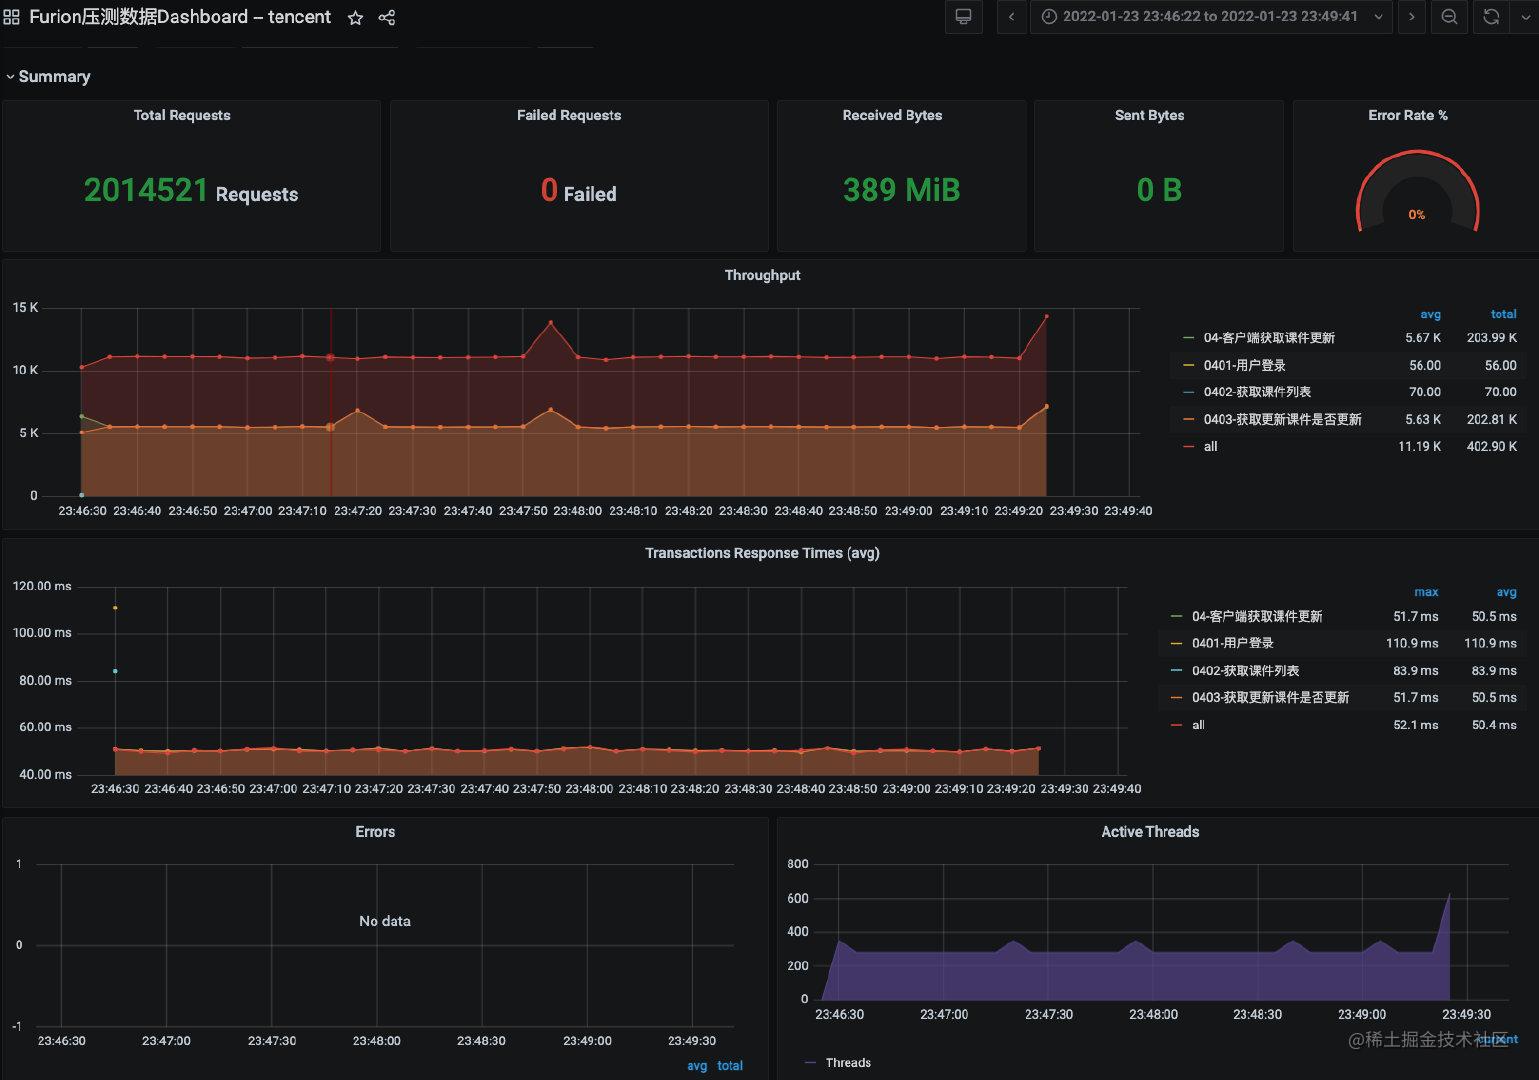 Furion压测数据Dashboard – tencent
2022-01-23 23:46:22 to 2022-01-23 23:49:41
Summary
Total Requests
2014521 Requests
Failed Requests
0 Failed
Received Bytes
389 MiB
Sent Bytes
0 B
Error Rate %
0%
Throughput
15 K
10 K
5 K
0
23:46:30 23:46:40 23:46:50 23:47:00 23:47:10 23:47:20 23:47:30 23:47:40 23:47:50 23:48:00 23:48:10 23:48:20 23:48:30 23:48:40 23:48:50 23:49:00 23:49:10 23:49:20 23:49:30 23:49:40
avg total
04-客户端获取课件更新 5.67 K 203.99 K
0401-用户登录 56.00 56.00
0402-获取课件列表 70.00 70.00
0403-获取更新课件是否更新 5.63 K 202.81 K
all 11.19 K 402.90 K
Transactions Response Times (avg)
120.00 ms
100.00 ms
80.00 ms
60.00 ms
40.00 ms
23:46:30 23:46:40 23:46:50 23:47:00 23:47:10 23:47:20 23:47:30 23:47:40 23:47:50 23:48:00 23:48:10 23:48:20 23:48:30 23:48:40 23:48:50 23:49:00 23:49:10 23:49:20 23:49:30 23:49:40
max avg
04-客户端获取课件更新 51.7 ms 50.5 ms
0401-用户登录 110.9 ms 110.9 ms
0402-获取课件列表 83.9 ms 83.9 ms
0403-获取更新课件是否更新 51.7 ms 50.5 ms
all 52.1 ms 50.4 ms
Errors
1
0
-1
No data
23:46:30 23:47:00 23:47:30 23:48:00 23:48:30 23:49:00 23:49:30
avg total
Active Threads
800
600
400
200
0
23:46:30 23:47:00 23:47:30 23:48:00 23:48:30 23:49:00 23:49:30
current
Threads
@稀土掘金技术社区